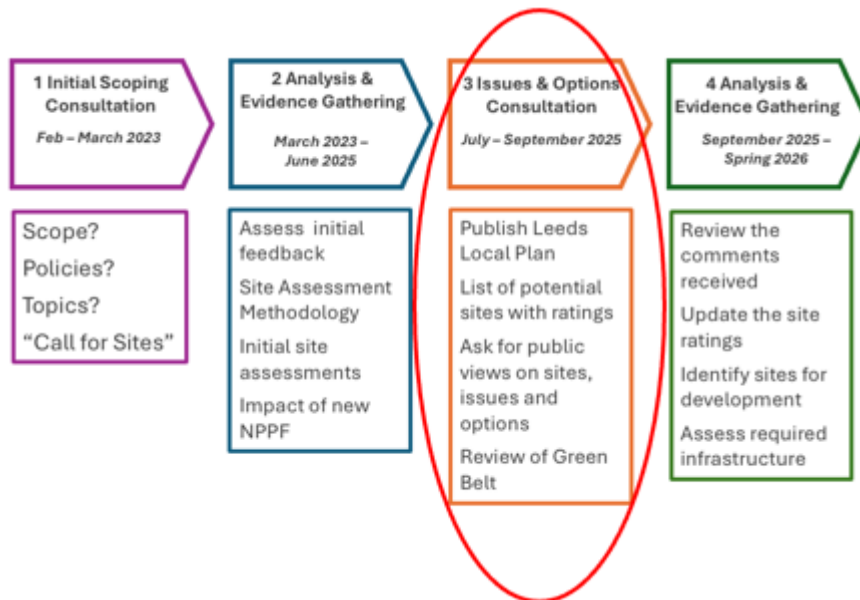 1 Initial Scoping
Consultation
Feb – March 2023
2 Analysis &
Evidence Gathering
March 2023 –
June 2025
3 Issues & Options
Consultation
July – September 2025
4 Analysis &
Evidence Gathering
September 2025 –
Spring 2026
Scope?
Policies?
Topics?
“Call for Sites”
Assess initial
feedback
Site Assessment
Methodology
Initial site
assessments
Impact of new
NPPF
Publish Leeds
Local Plan
List of potential
sites with ratings
Ask for public
views on sites,
issues and
options
Review of Green
Belt
Review the
comments
received
Update the site
ratings
Identify sites for
development
Assess required
infrastructure